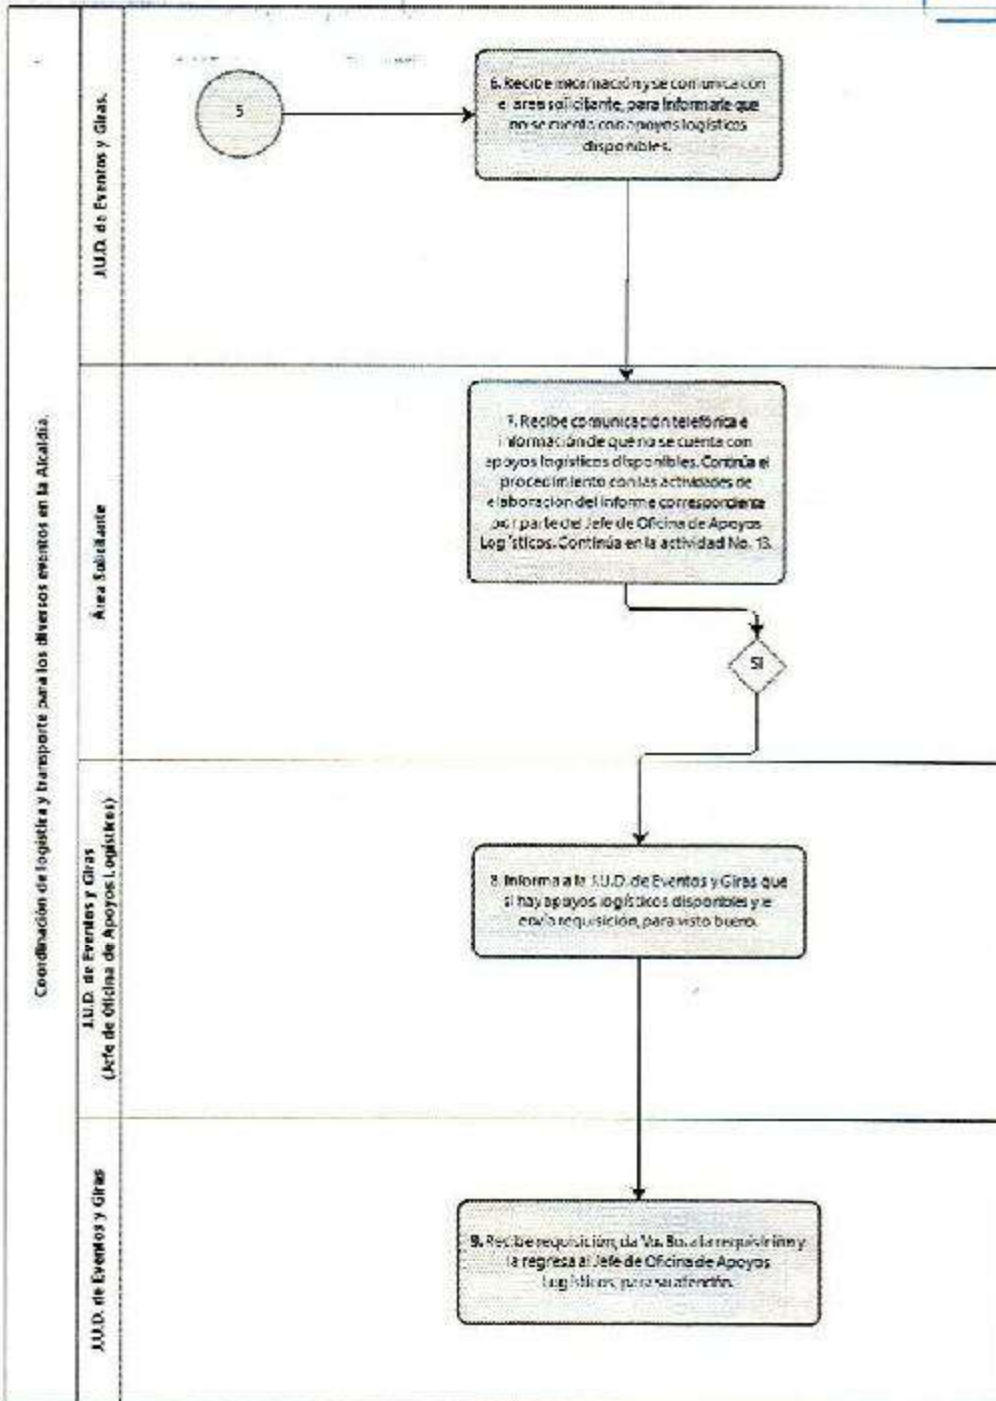 Coordinación de logística y transporte para los diversos eventos en la Alcaldía.
J.U.D. de Eventos y Giras.
5
6. Recibe información y se comunica con
el área solicitante, para informarle que
no se cuenta con apoyos logísticos
disponibles.
Área Solicitante
7. Recibe comunicación telefónica e
información de que no se cuenta con
apoyos logísticos disponibles. Continúa el
procedimiento con las actividades de
elaboración del informe correspondiente
por parte del Jefe de Oficina de Apoyos
Logísticos. Continúa en la actividad No. 13.
SI
J.U.D. de Eventos y Giras
(Jefe de Oficina de Apoyos Logísticos)
8. Informa a la J.U.D. de Eventos y Giras que
si hay apoyos logísticos disponibles y le
envía requisición, para visto bueno.
J.U.D. de Eventos y Giras
9. Recibe requisición, da Vo. Bo. a la requisición y
la regresa al Jefe de Oficina de Apoyos
Logísticos, para su atención.